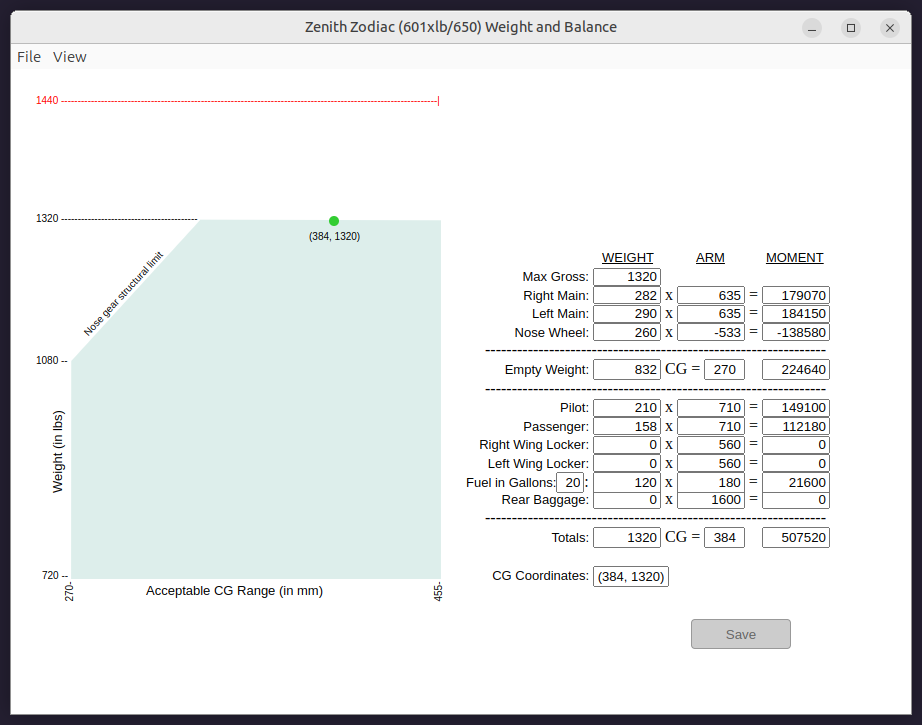 Zenith Zodiac (601xlb/650) Weight and Balance
File View
1440 --
1320 --
(384, 1320)
Nose gear structural limit
1080 --
Weight (in lbs)
720 --
270-
Acceptable CG Range (in mm)
455-
WEIGHT ARM MOMENT
Max Gross: 1320
Right Main: 282 x 635 = 179070
Left Main: 290 x 635 = 184150
Nose Wheel: 260 x -533 = -138580
Empty Weight: 832 CG = 270 224640
Pilot: 210 x 710 = 149100
Passenger: 158 x 710 = 112180
Right Wing Locker: 0 x 560 = 0
Left Wing Locker: 0 x 560 = 0
Fuel in Gallons: 20 : 120 x 180 = 21600
Rear Baggage: 0 x 1600 = 0
Totals: 1320 CG = 384 507520
CG Coordinates: (384, 1320)
Save